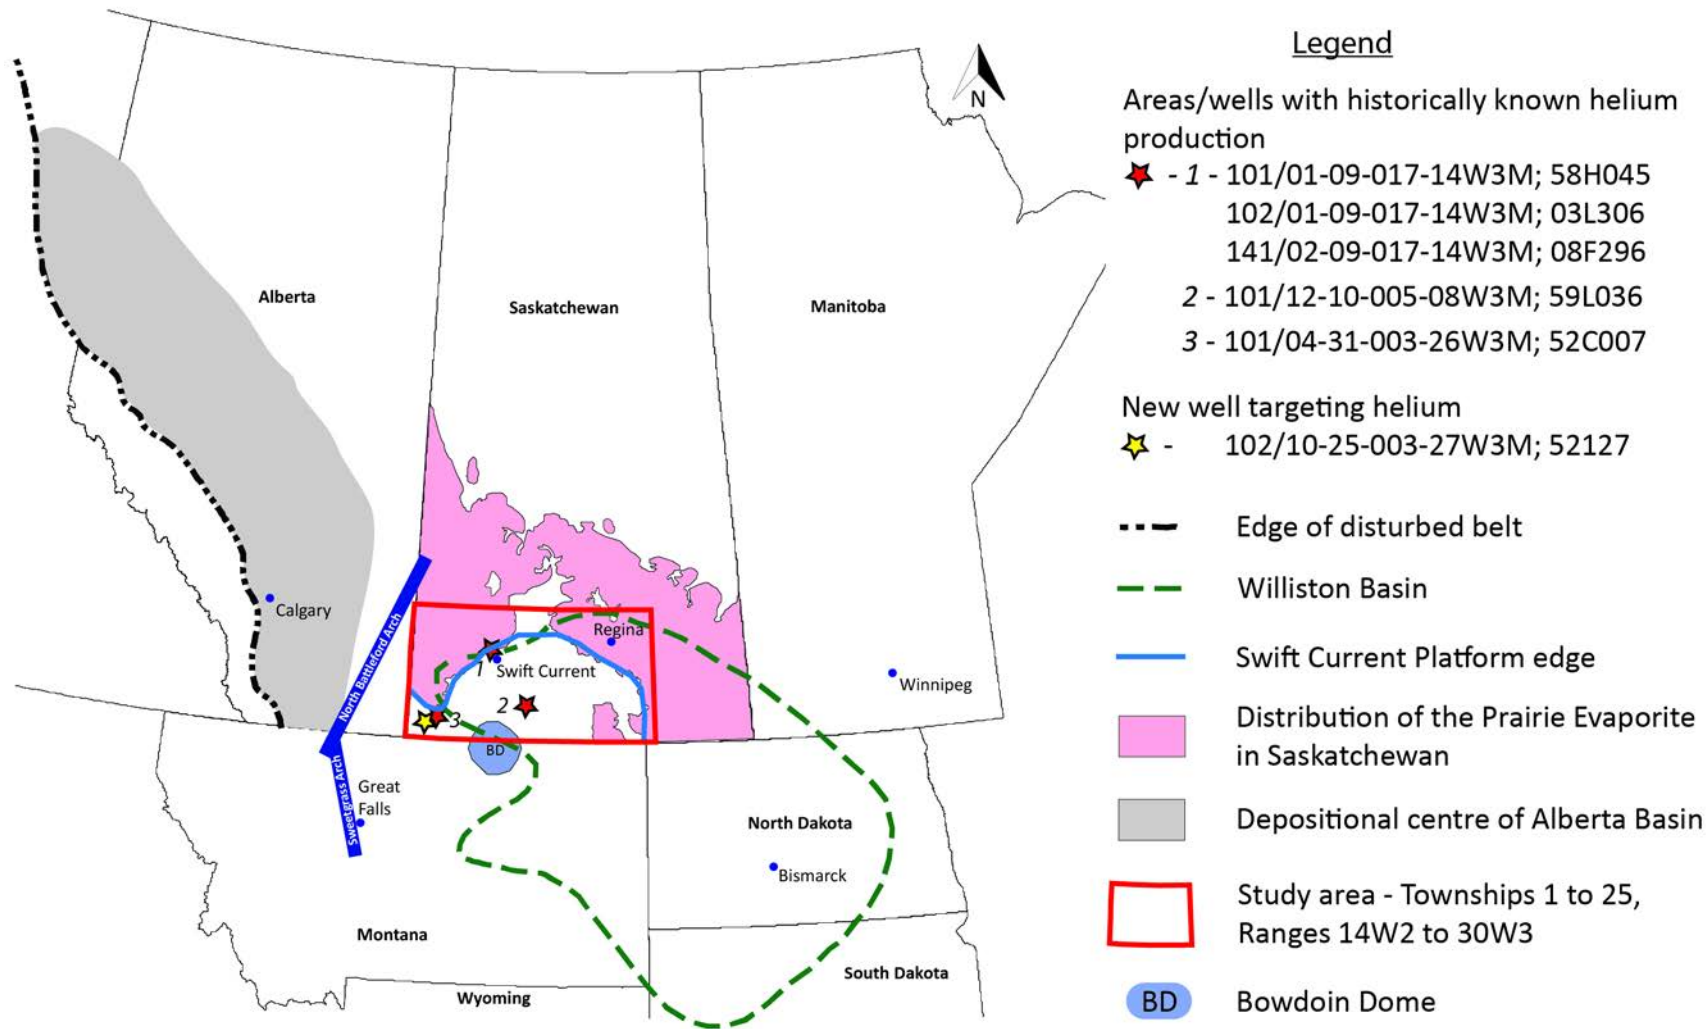 N
Alberta
Saskatchewan
Manitoba
Calgary
North Battleford Arch
Regina
1
Swift Current
2
3
Winnipeg
BD
Sweetgrass Arch
Great
Falls
North Dakota
Bismarck
Montana
South Dakota
Wyoming
Legend
Areas/wells with historically known helium
production
- 1 - 101/01-09-017-14W3M; 58H045
102/01-09-017-14W3M; 03L306
141/02-09-017-14W3M; 08F296
2 - 101/12-10-005-08W3M; 59L036
3 - 101/04-31-003-26W3M; 52C007
New well targeting helium
- 102/10-25-003-27W3M; 52127
Edge of disturbed belt
Williston Basin
Swift Current Platform edge
Distribution of the Prairie Evaporite
in Saskatchewan
Depositional centre of Alberta Basin
Study area - Townships 1 to 25,
Ranges 14W2 to 30W3
BD Bowdoin Dome